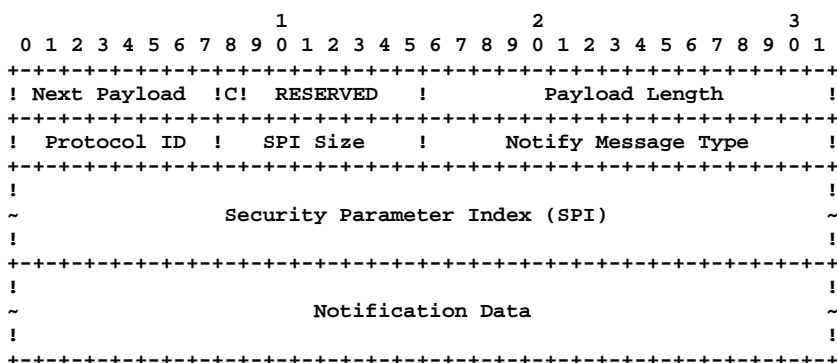 1                   2                   3
 0 1 2 3 4 5 6 7 8 9 0 1 2 3 4 5 6 7 8 9 0 1 2 3 4 5 6 7 8 9 0 1
+-+-+-+-+-+-+-+-+-+-+-+-+-+-+-+-+-+-+-+-+-+-+-+-+-+-+-+-+-+-+-+-+
! Next Payload  !C!  RESERVED   !         Payload Length        !
+-+-+-+-+-+-+-+-+-+-+-+-+-+-+-+-+-+-+-+-+-+-+-+-+-+-+-+-+-+-+-+-+
!  Protocol ID  !   SPI Size    !      Notify Message Type      !
+-+-+-+-+-+-+-+-+-+-+-+-+-+-+-+-+-+-+-+-+-+-+-+-+-+-+-+-+-+-+-+-+
!                                                               !
~                Security Parameter Index (SPI)                 ~
!                                                               !
+-+-+-+-+-+-+-+-+-+-+-+-+-+-+-+-+-+-+-+-+-+-+-+-+-+-+-+-+-+-+-+-+
!                                                               !
~                       Notification Data                       ~
!                                                               !
+-+-+-+-+-+-+-+-+-+-+-+-+-+-+-+-+-+-+-+-+-+-+-+-+-+-+-+-+-+-+-+-+